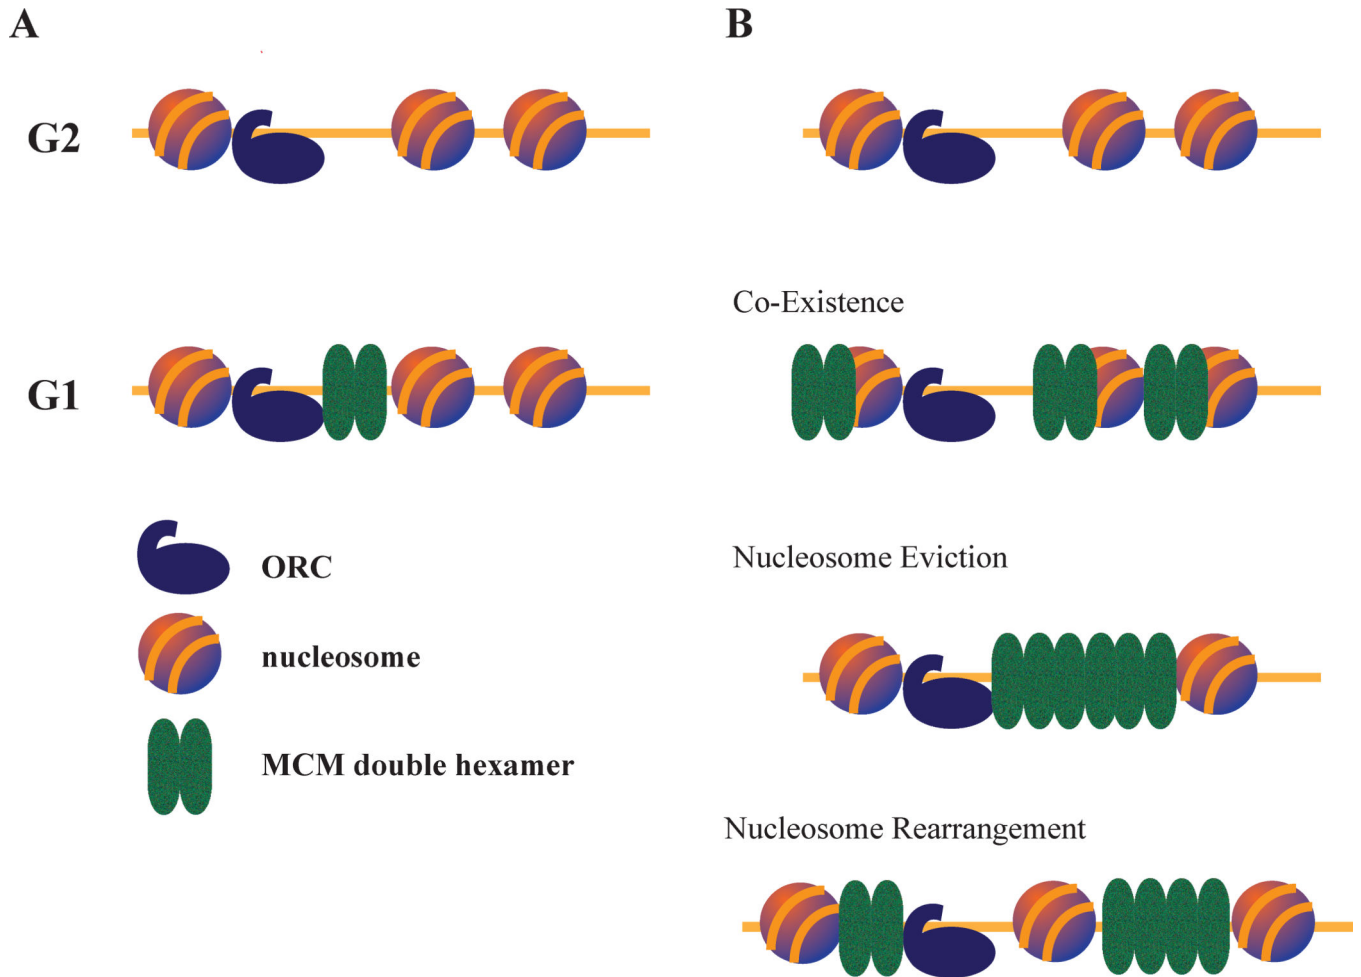 A
B
G2
Co-Existence
G1
Nucleosome Eviction
ORC
nucleosome
MCM double hexamer
Nucleosome Rearrangement